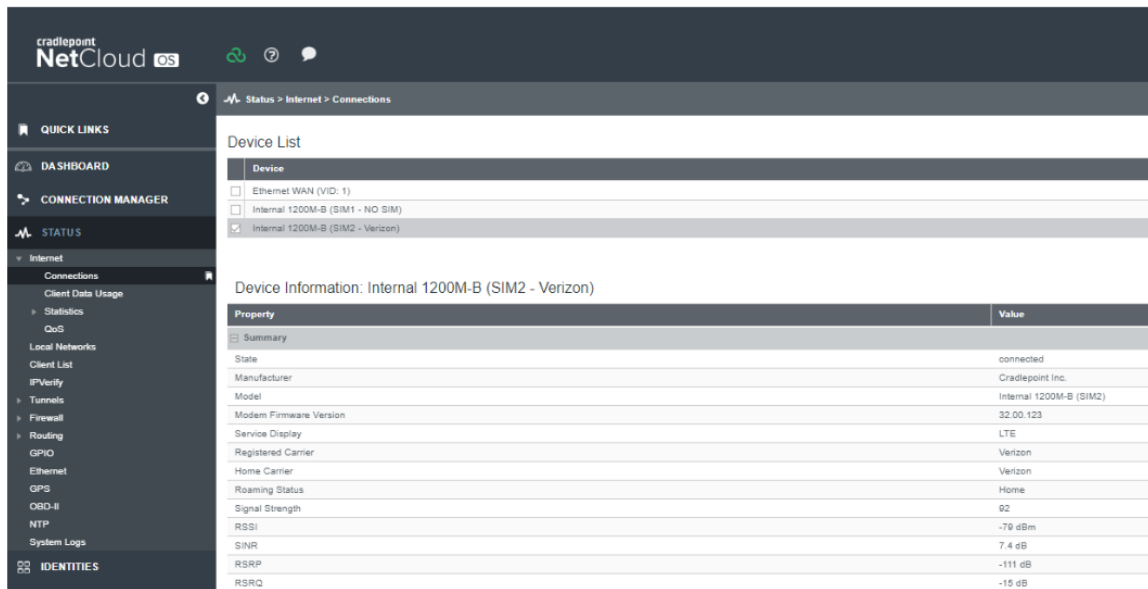 cradlepoint
NetCloud OS
Status > Internet > Connections
QUICK LINKS
DASHBOARD
CONNECTION MANAGER
STATUS
Internet
Connections
Client Data Usage
Statistics
QoS
Local Networks
Client List
IPVerify
Tunnels
Firewall
Routing
GPIO
Ethernet
GPS
OBD-II
NTP
System Logs
IDENTITIES
Device List
Device
Ethernet WAN (VID: 1)
Internal 1200M-B (SIM1 - NO SIM)
Internal 1200M-B (SIM2 - Verizon)
Device Information: Internal 1200M-B (SIM2 - Verizon)
Property Value
Summary
State connected
Manufacturer Cradlepoint Inc.
Model Internal 1200M-B (SIM2)
Modem Firmware Version 32.00.123
Service Display LTE
Registered Carrier Verizon
Home Carrier Verizon
Roaming Status Home
Signal Strength 92
RSSI -79 dBm
SINR 7.4 dB
RSRP -111 dB
RSRQ -15 dB